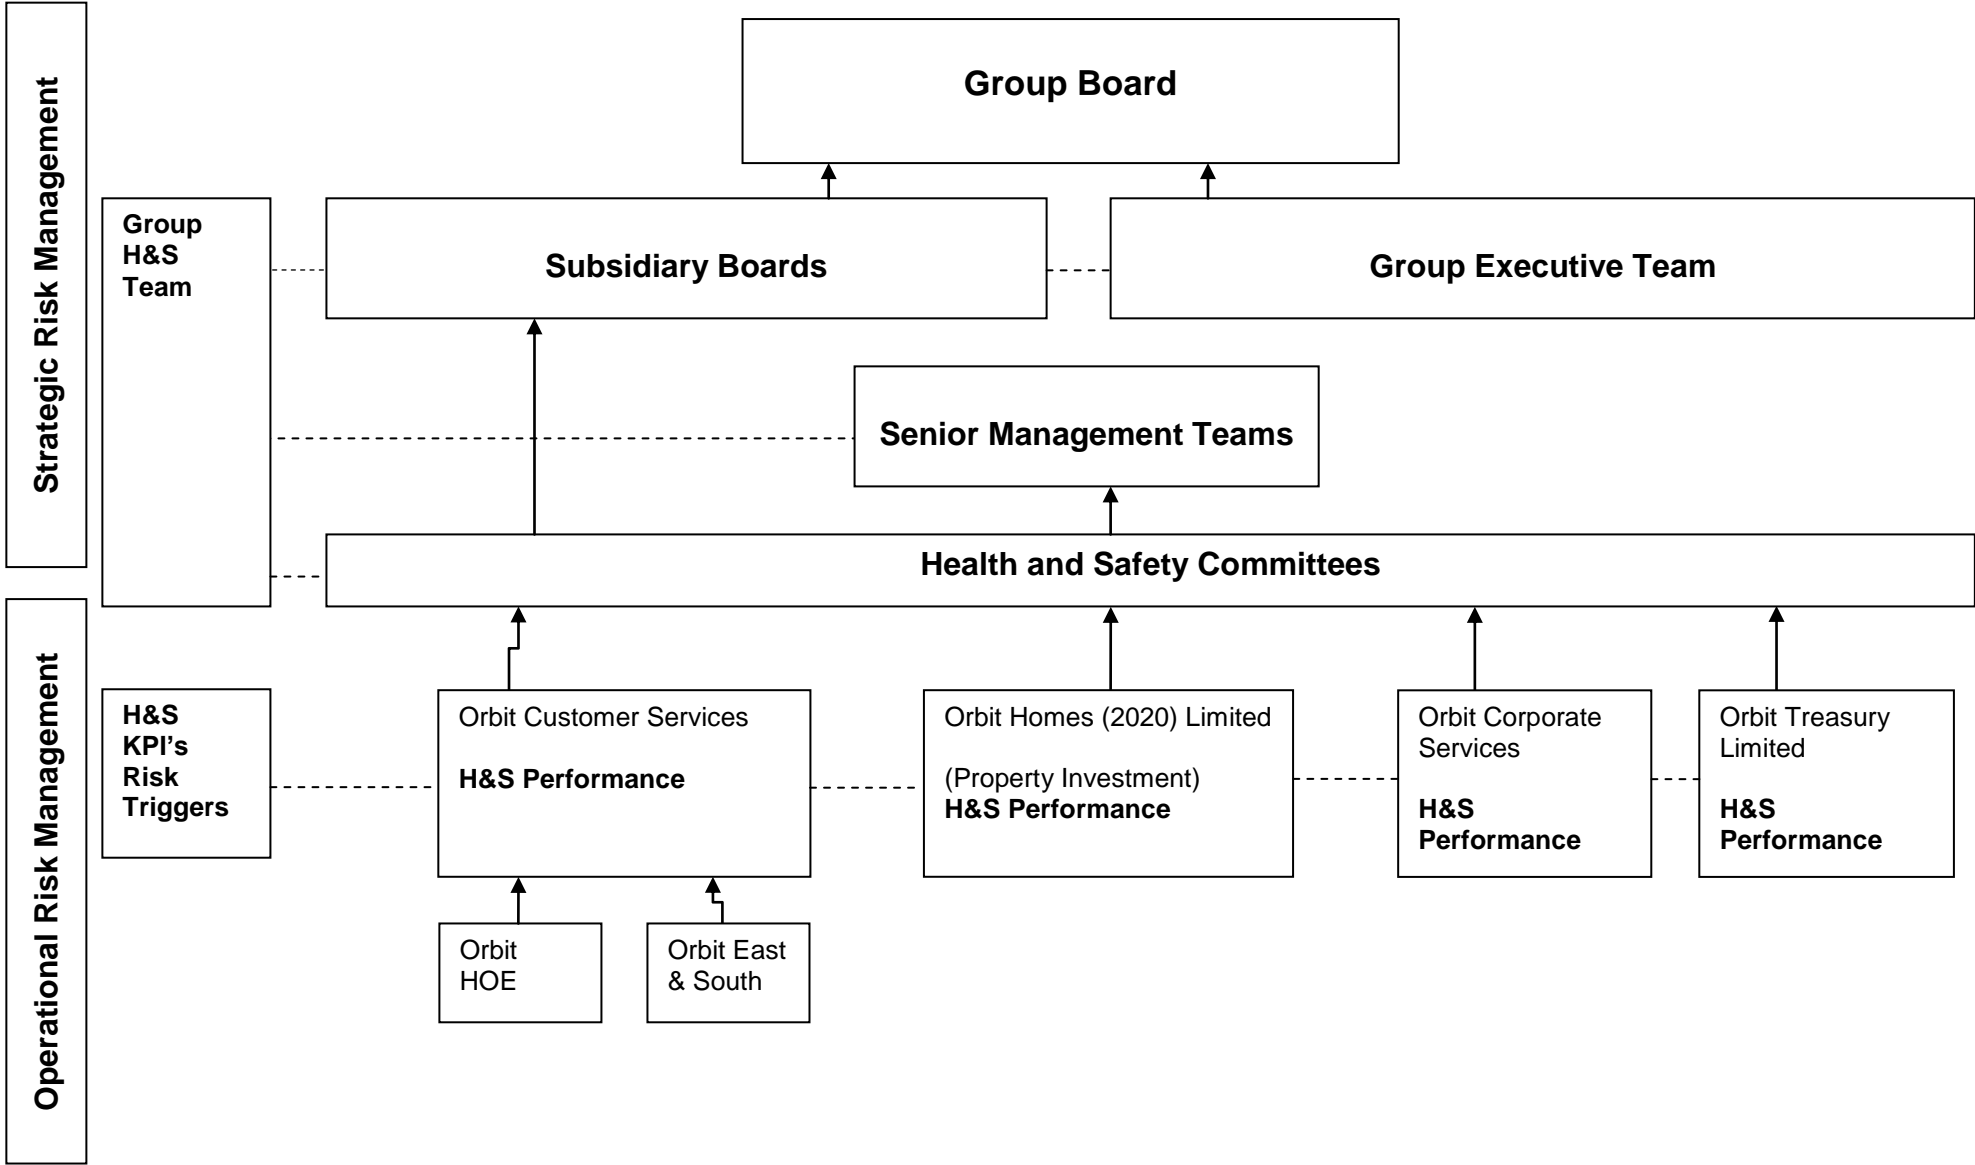 Strategic Risk Management
Group Board
Group
H&S
Team
Subsidiary Boards
Group Executive Team
Senior Management Teams
Health and Safety Committees
Operational Risk Management
H&S
KPI’s
Risk
Triggers
Orbit Customer Services
H&S Performance
Orbit Homes (2020) Limited
(Property Investment)
H&S Performance
Orbit Corporate
Services
H&S
Performance
Orbit Treasury
Limited
H&S
Performance
Orbit
HOE
Orbit East
& South